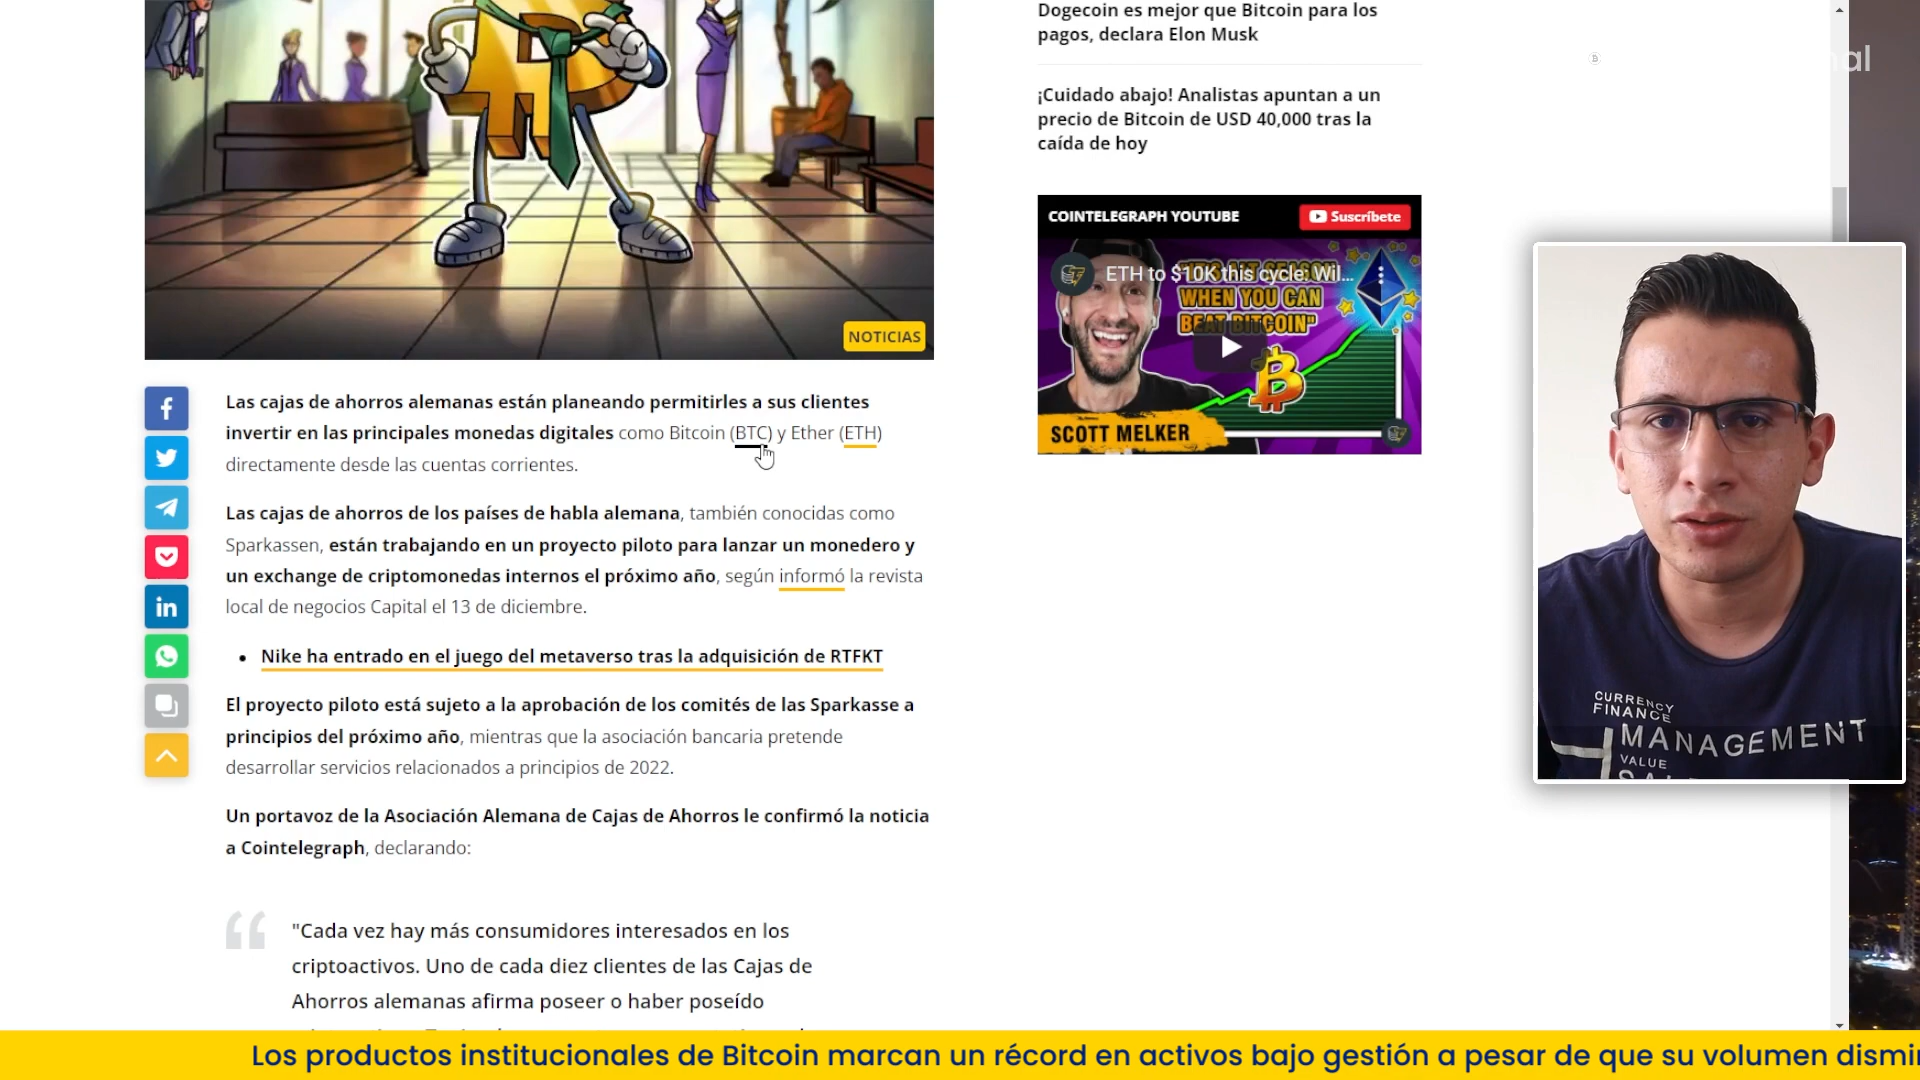 Dogecoin es mejor que Bitcoin para los
pagos, declara Elon Musk
¡Cuidado abajo! Analistas apuntan a un
precio de Bitcoin de USD 40,000 tras la
caída de hoy
COINTELEGRAPH YOUTUBE
Suscríbete
ETH to $10K this cycle: Wil...
WHEN YOU CAN
BEAT BITCOIN"
SCOTT MELKER
NOTICIAS
Las cajas de ahorros alemanas están planeando permitirles a sus clientes
invertir en las principales monedas digitales como Bitcoin (BTC) y Ether (ETH)
directamente desde las cuentas corrientes.
Las cajas de ahorros de los países de habla alemana, también conocidas como
Sparkassen, están trabajando en un proyecto piloto para lanzar un monedero y
un exchange de criptomonedas internos el próximo año, según informó la revista
local de negocios Capital el 13 de diciembre.
• Nike ha entrado en el juego del metaverso tras la adquisición de RTFKT
El proyecto piloto está sujeto a la aprobación de los comités de las Sparkasse a
principios del próximo año, mientras que la asociación bancaria pretende
desarrollar servicios relacionados a principios de 2022.
Un portavoz de la Asociación Alemana de Cajas de Ahorros le confirmó la noticia
a Cointelegraph, declarando:
"Cada vez hay más consumidores interesados en los
criptoactivos. Uno de cada diez clientes de las Cajas de
Ahorros alemanas afirma poseer o haber poseído
CURRENCY
FINANCE
MANAGEMENT
VALUE
Los productos institucionales de Bitcoin marcan un récord en activos bajo gestión a pesar de que su volumen dismi